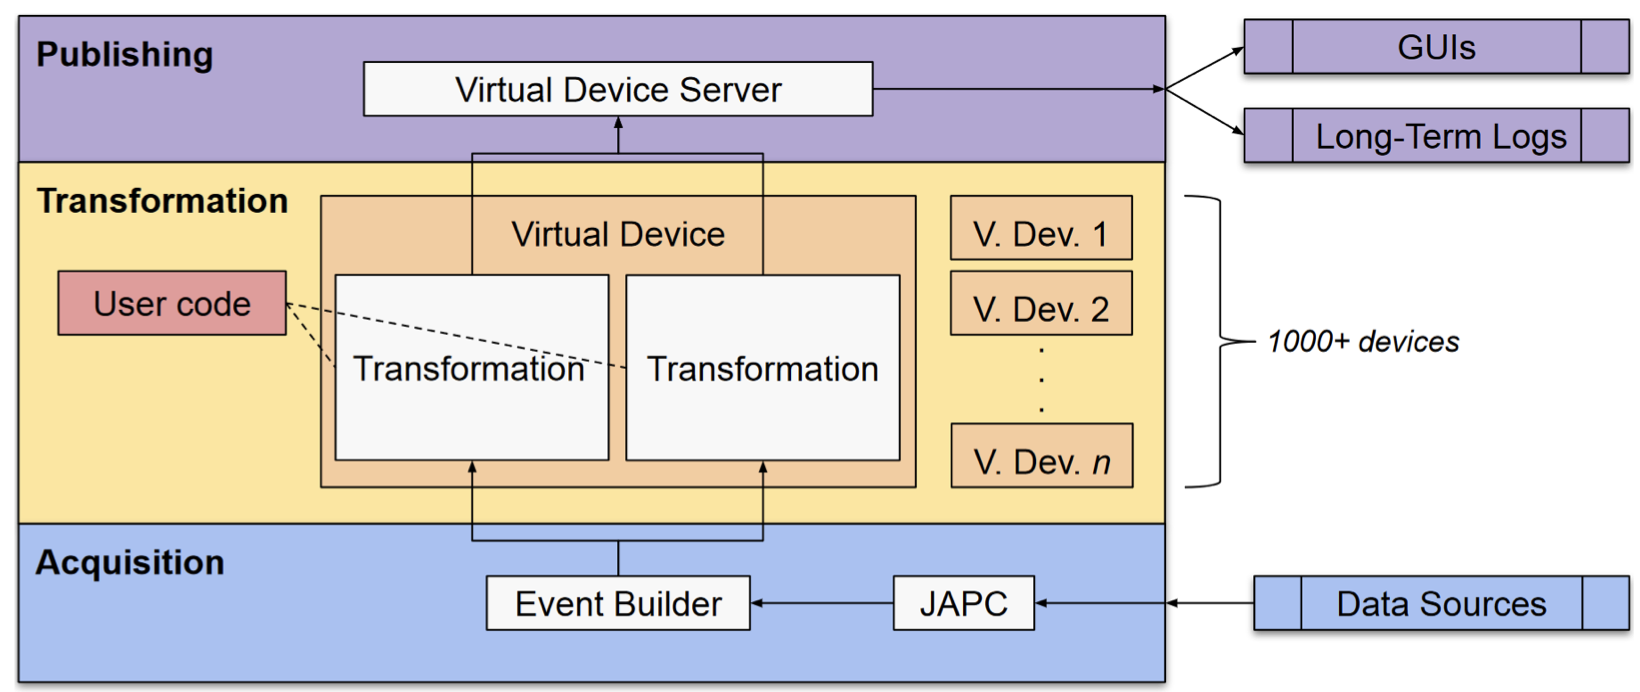 Publishing
Virtual Device Server
GUIs
Long-Term Logs
Transformation
Virtual Device
User code
Transformation
Transformation
V. Dev. 1
V. Dev. 2
.
.
.
V. Dev. n
1000+ devices
Acquisition
Event Builder
JAPC
Data Sources